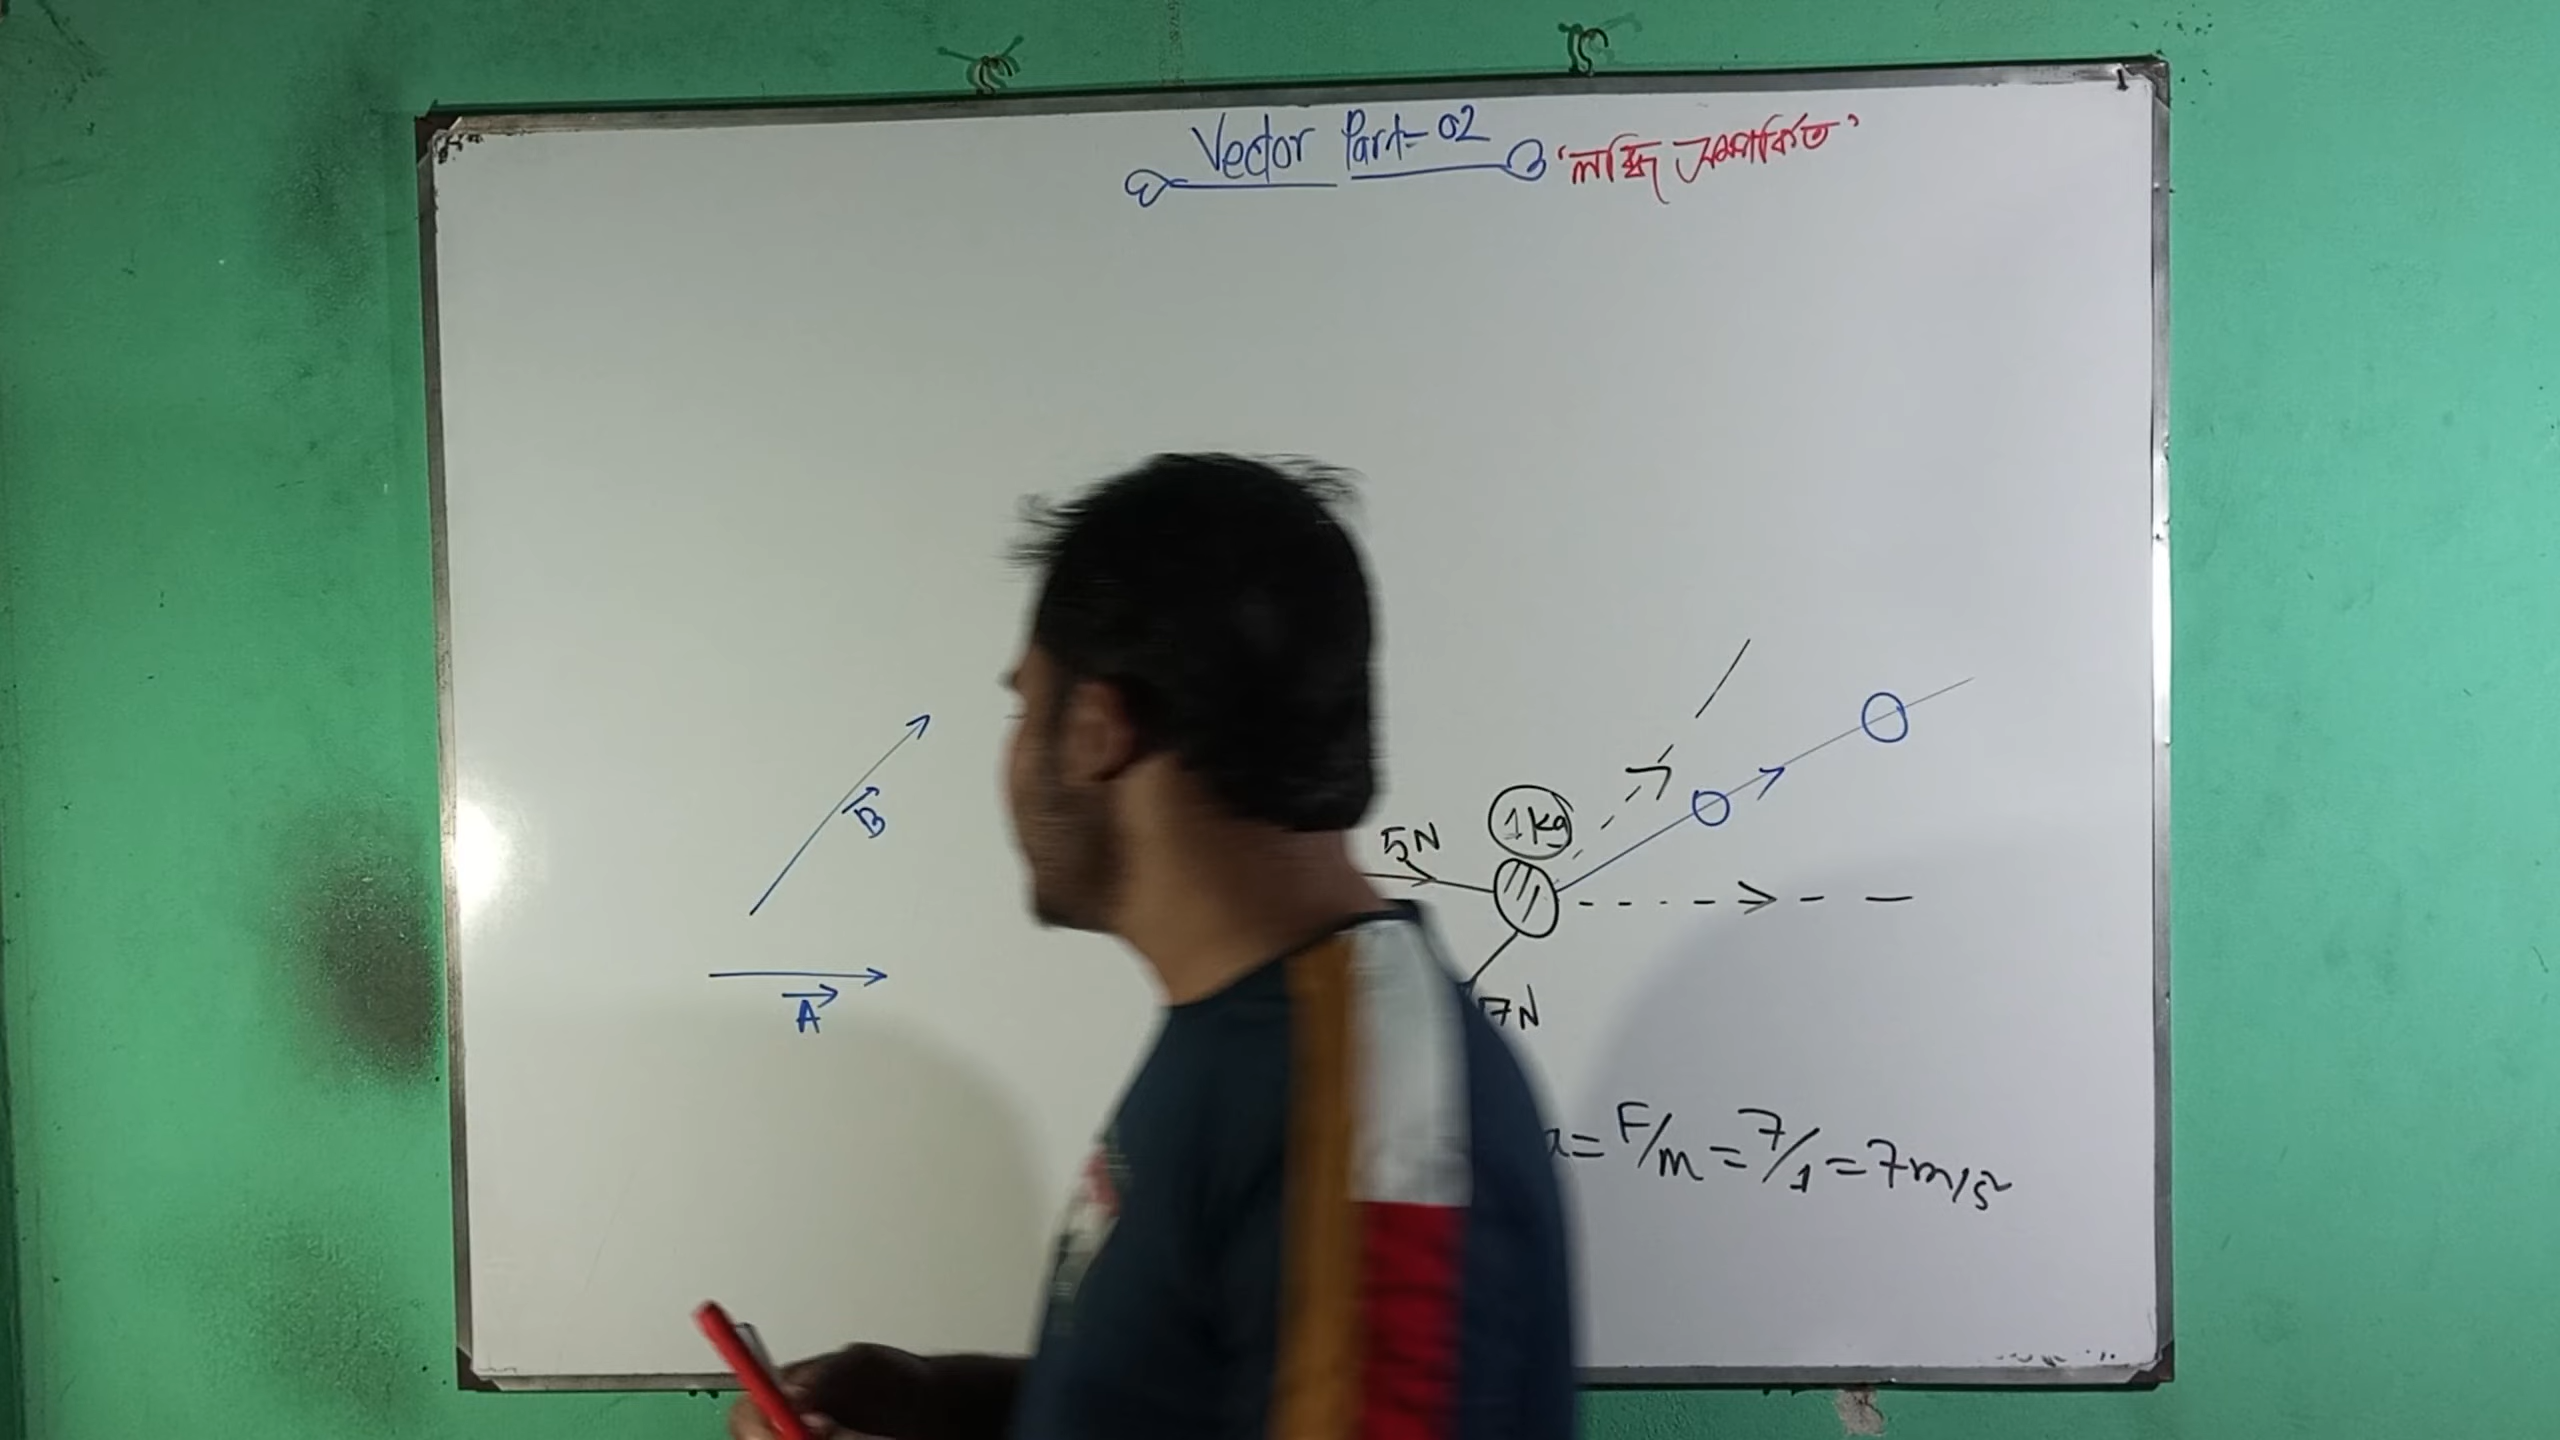 Vector Part-02 'লব্ধি সম্পর্কিত'
B
A
5N
1kg
7N
a = F/m = 7/1 = 7m/s²